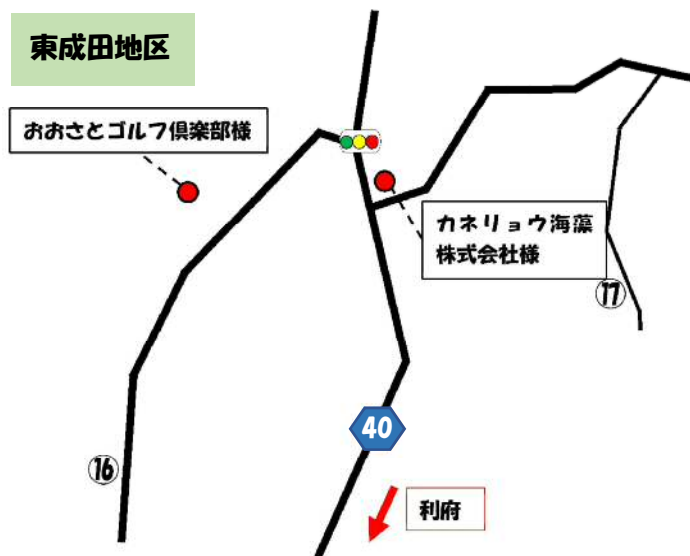 東成田地区
おおさとゴルフ倶楽部様
カネリョウ海藻
株式会社様
⑰
40
⑯
利府